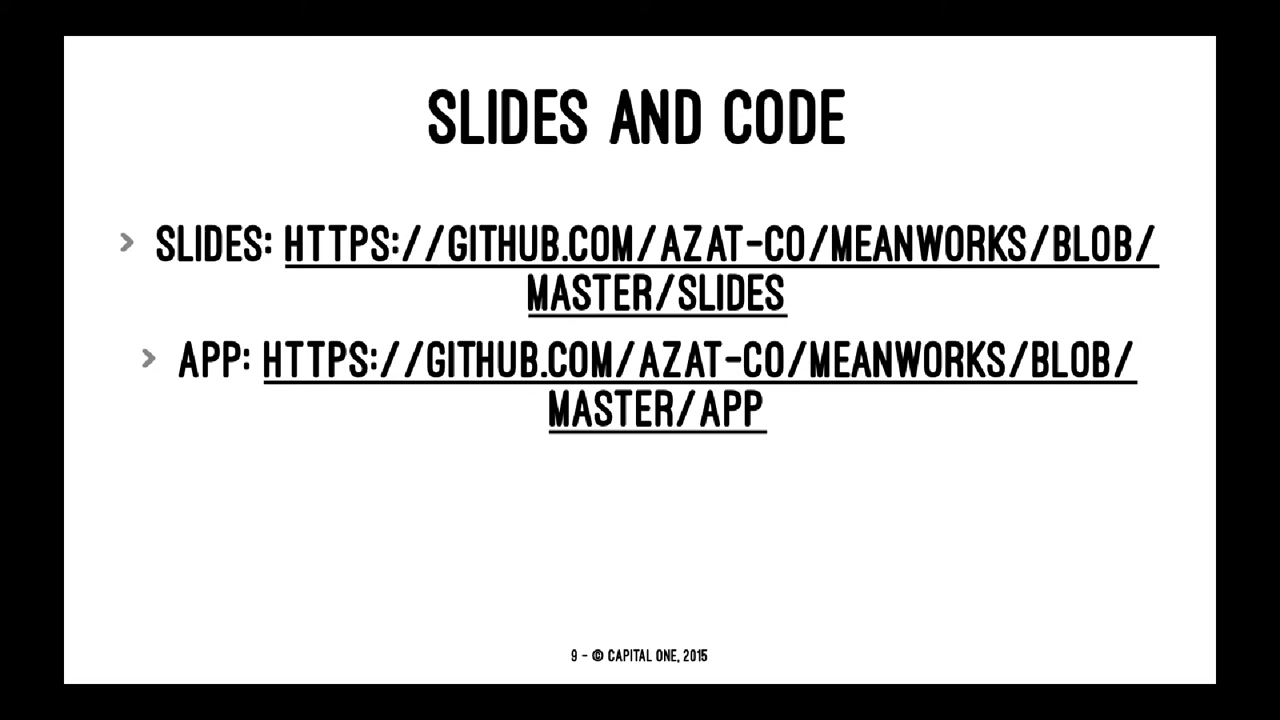 SLIDES AND CODE
> SLIDES: HTTPS://GITHUB.COM/AZAT-CO/MEANWORKS/BLOB/
MASTER/SLIDES
> APP: HTTPS://GITHUB.COM/AZAT-CO/MEANWORKS/BLOB/
MASTER/APP
9 - © CAPITAL ONE, 2015